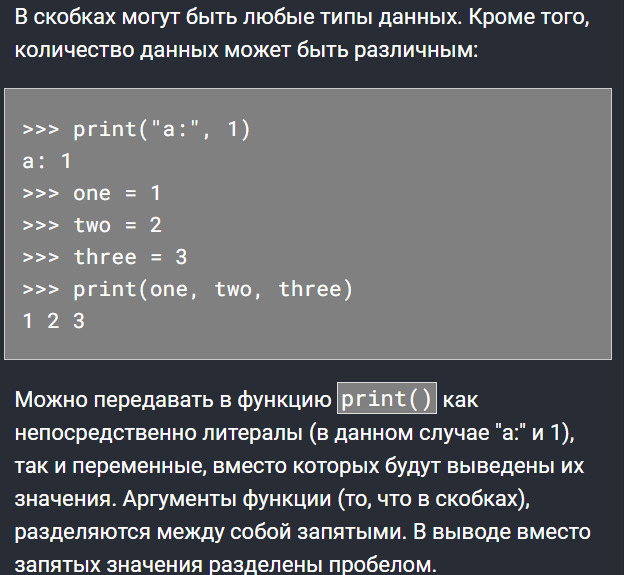 В скобках могут быть любые типы данных. Кроме того,
количество данных может быть различным:
>>> print("a:", 1)
a: 1
>>> one = 1
>>> two = 2
>>> three = 3
>>> print(one, two, three)
1 2 3
Можно передавать в функцию print() как
непосредственно литералы (в данном случае "a:" и 1),
так и переменные, вместо которых будут выведены их
значения. Аргументы функции (то, что в скобках),
разделяются между собой запятыми. В выводе вместо
запятых значения разделены пробелом.